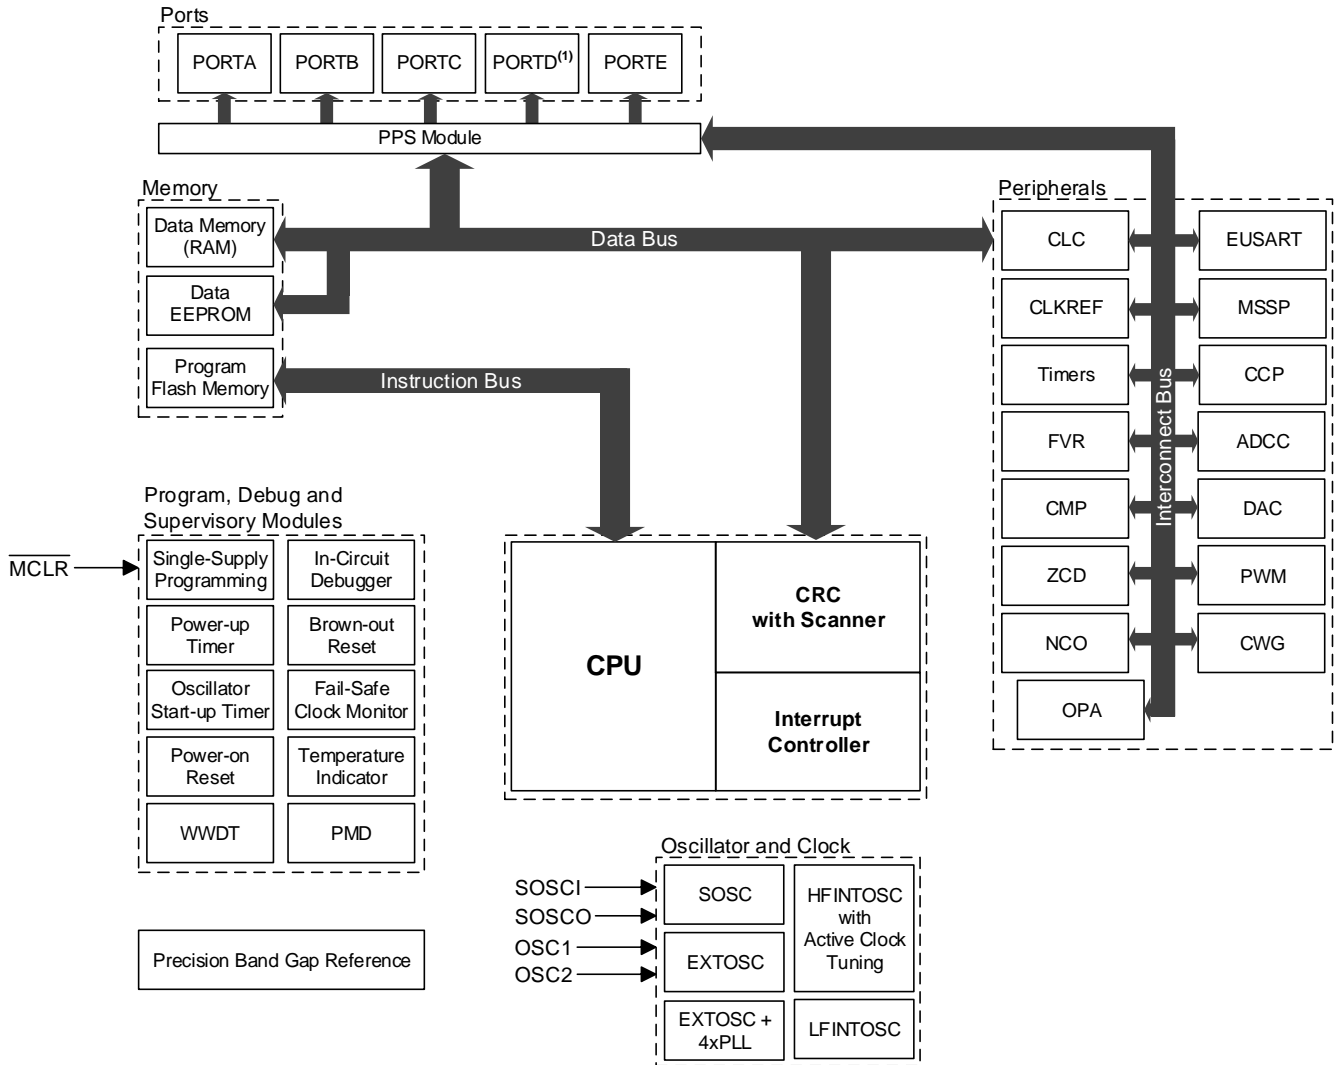 Ports
PORTA
PORTB
PORTC
PORTD(1)
PORTE
PPS Module
Memory
Data Memory
(RAM)
Data
EEPROM
Program
Flash Memory
Data Bus
Instruction Bus
Peripherals
CLC
EUSART
CLKREF
MSSP
Timers
CCP
FVR
ADCC
CMP
DAC
ZCD
PWM
NCO
CWG
OPA
Interconnect Bus
Program, Debug and
Supervisory Modules
MCLR
Single-Supply
Programming
In-Circuit
Debugger
Power-up
Timer
Brown-out
Reset
Oscillator
Start-up Timer
Fail-Safe
Clock Monitor
Power-on
Reset
Temperature
Indicator
WWDT
PMD
CPU
CRC
with Scanner
Interrupt
Controller
Precision Band Gap Reference
Oscillator and Clock
SOSCI
SOSCO
OSC1
OSC2
SOSC
EXTOSC
EXTOSC +
4xPLL
HFINTOSC
with
Active Clock
Tuning
LFINTOSC